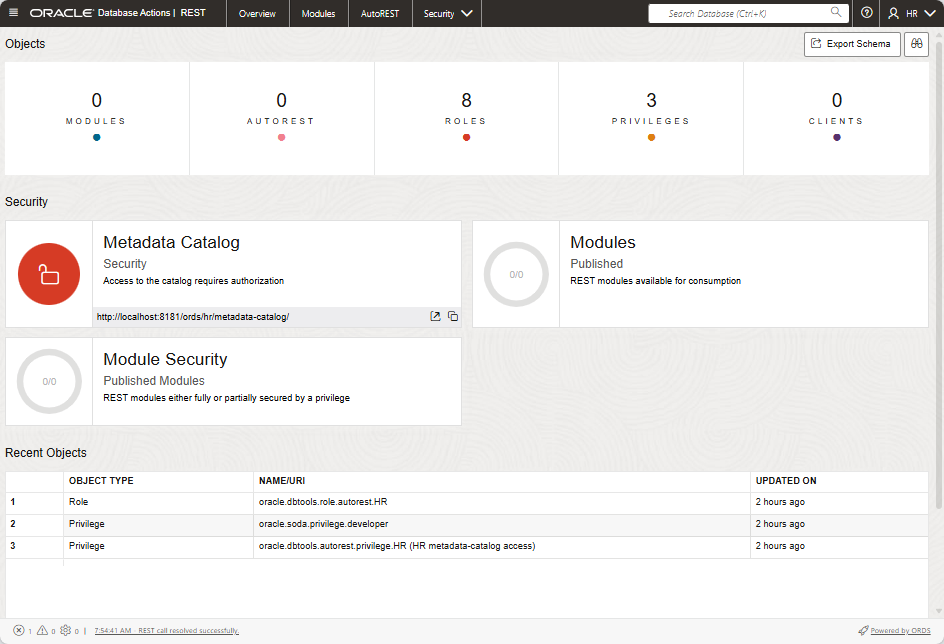 ORACLE Database Actions | REST Overview Modules AutoREST Security Search Database (Ctrl+K) HR
Objects Export Schema
0 0 8 3 0
MODULES AUTOREST ROLES PRIVILEGES CLIENTS
Security
Metadata Catalog
Security
Access to the catalog requires authorization
http://localhost:8181/ords/hr/metadata-catalog/
0/0
Modules
Published
REST modules available for consumption
0/0
Module Security
Published Modules
REST modules either fully or partially secured by a privilege
Recent Objects
OBJECT TYPE NAME/URI UPDATED ON
1 Role oracle.dbtools.role.autorest.HR 2 hours ago
2 Privilege oracle.soda.privilege.developer 2 hours ago
3 Privilege oracle.dbtools.autorest.privilege.HR (HR metadata-catalog access) 2 hours ago
1 0 0 | 7:54:41 AM - REST call resolved successfully. Powered by ORDS